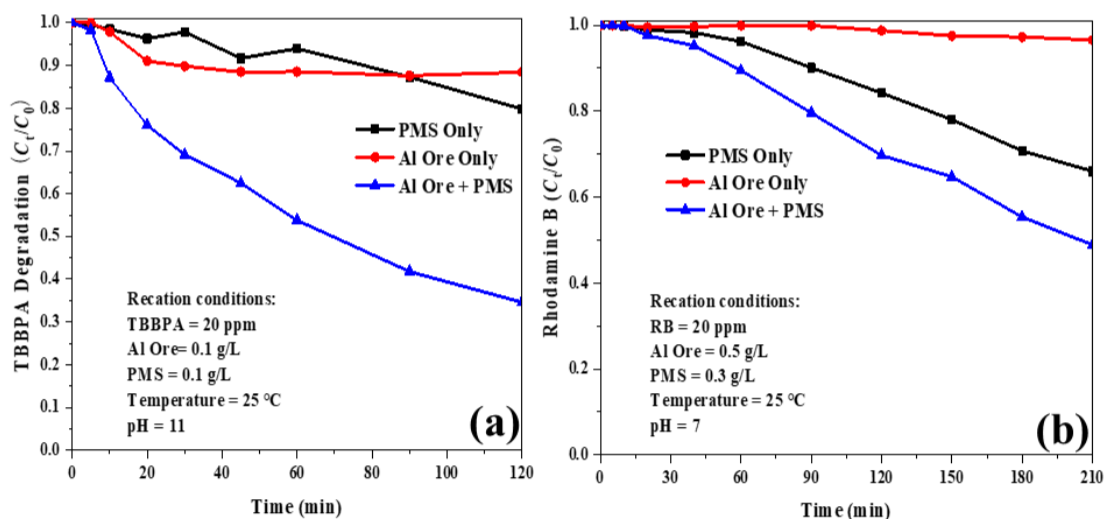 TBBPA Degradation (Ct/C0)
1.0
0.9
0.8
0.7
0.6
0.5
0.4
0.3
0.2
0.1
0.0
PMS Only
Al Ore Only
Al Ore + PMS
Recation conditions:
TBBPA = 20 ppm
Al Ore= 0.1 g/L
PMS = 0.1 g/L
Temperature = 25 °C
pH = 11
(a)
0 20 40 60 80 100 120
Time (min)
Rhodamine B (Ct/C0)
1.0
0.8
0.6
0.4
0.2
0.0
PMS Only
Al Ore Only
Al Ore + PMS
Recation conditions:
RB = 20 ppm
Al Ore = 0.5 g/L
PMS = 0.3 g/L
Temperature = 25 °C
pH = 7
(b)
0 30 60 90 120 150 180 210
Time (min)